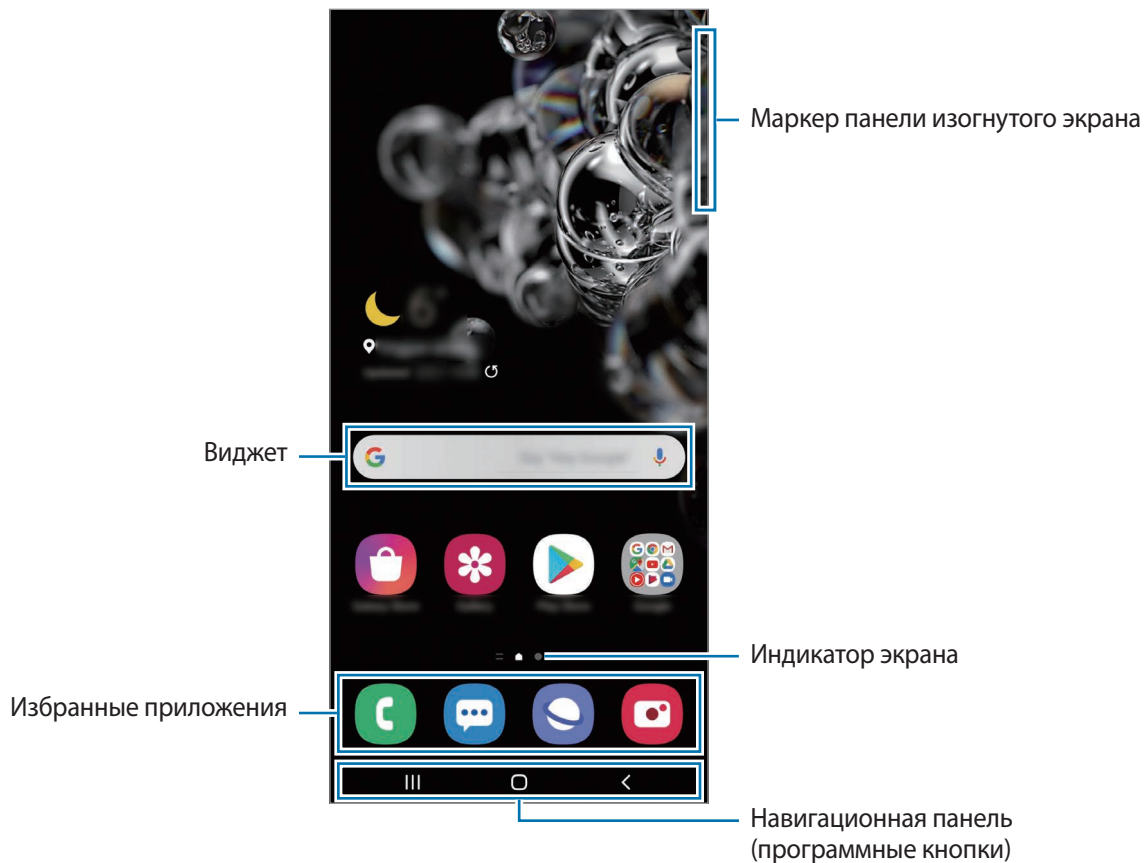 Маркер панели изогнутого экрана
Виджет
Индикатор экрана
Избранные приложения
Навигационная панель
(программные кнопки)